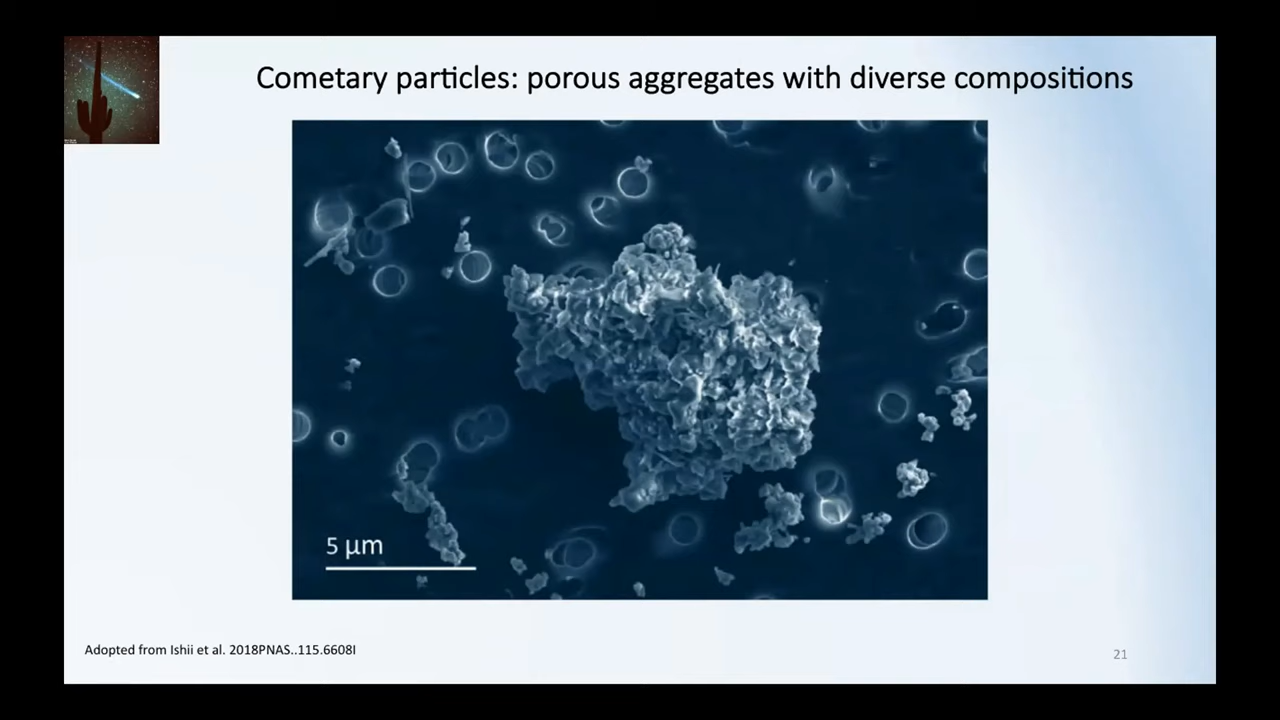 Cometary particles: porous aggregates with diverse compositions
5 µm
Adopted from Ishii et al. 2018PNAS..115.6608I
21